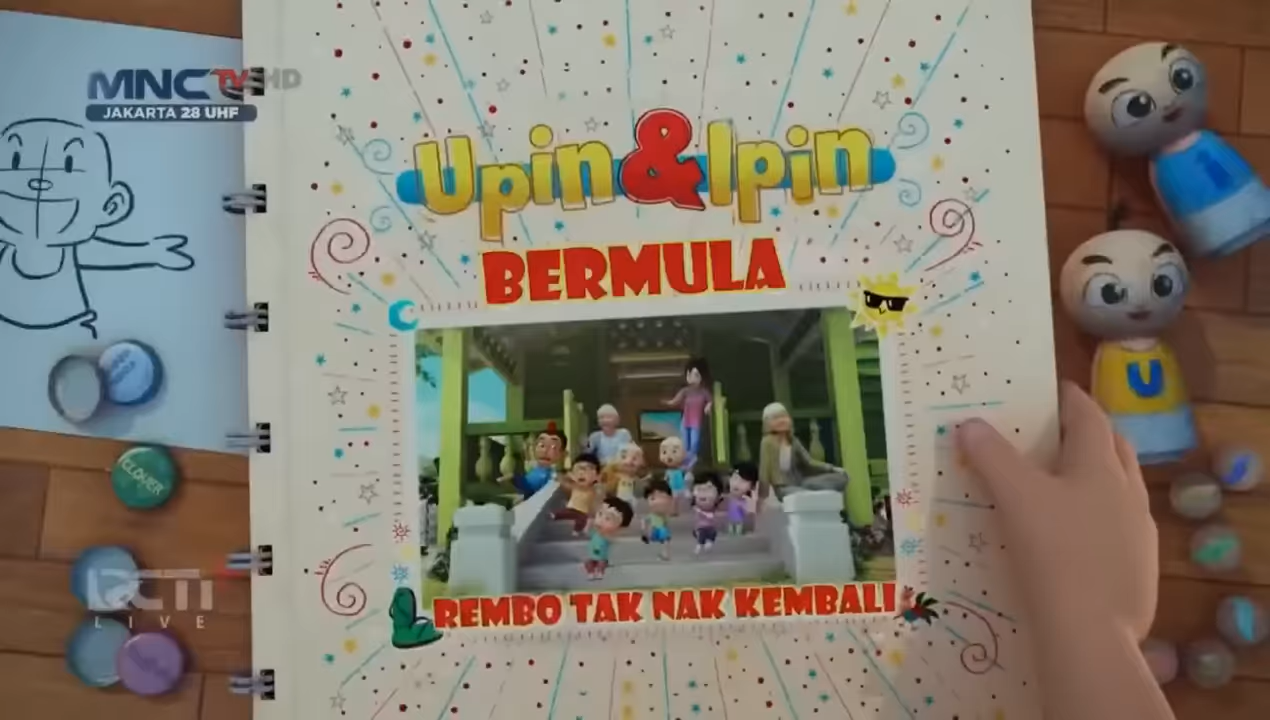 MNCTV HD
JAKARTA 28 UHF
Upin&Ipin
BERMULA
REMBO TAK NAK KEMBALI
U
CLOVER
RCTI
LIVE